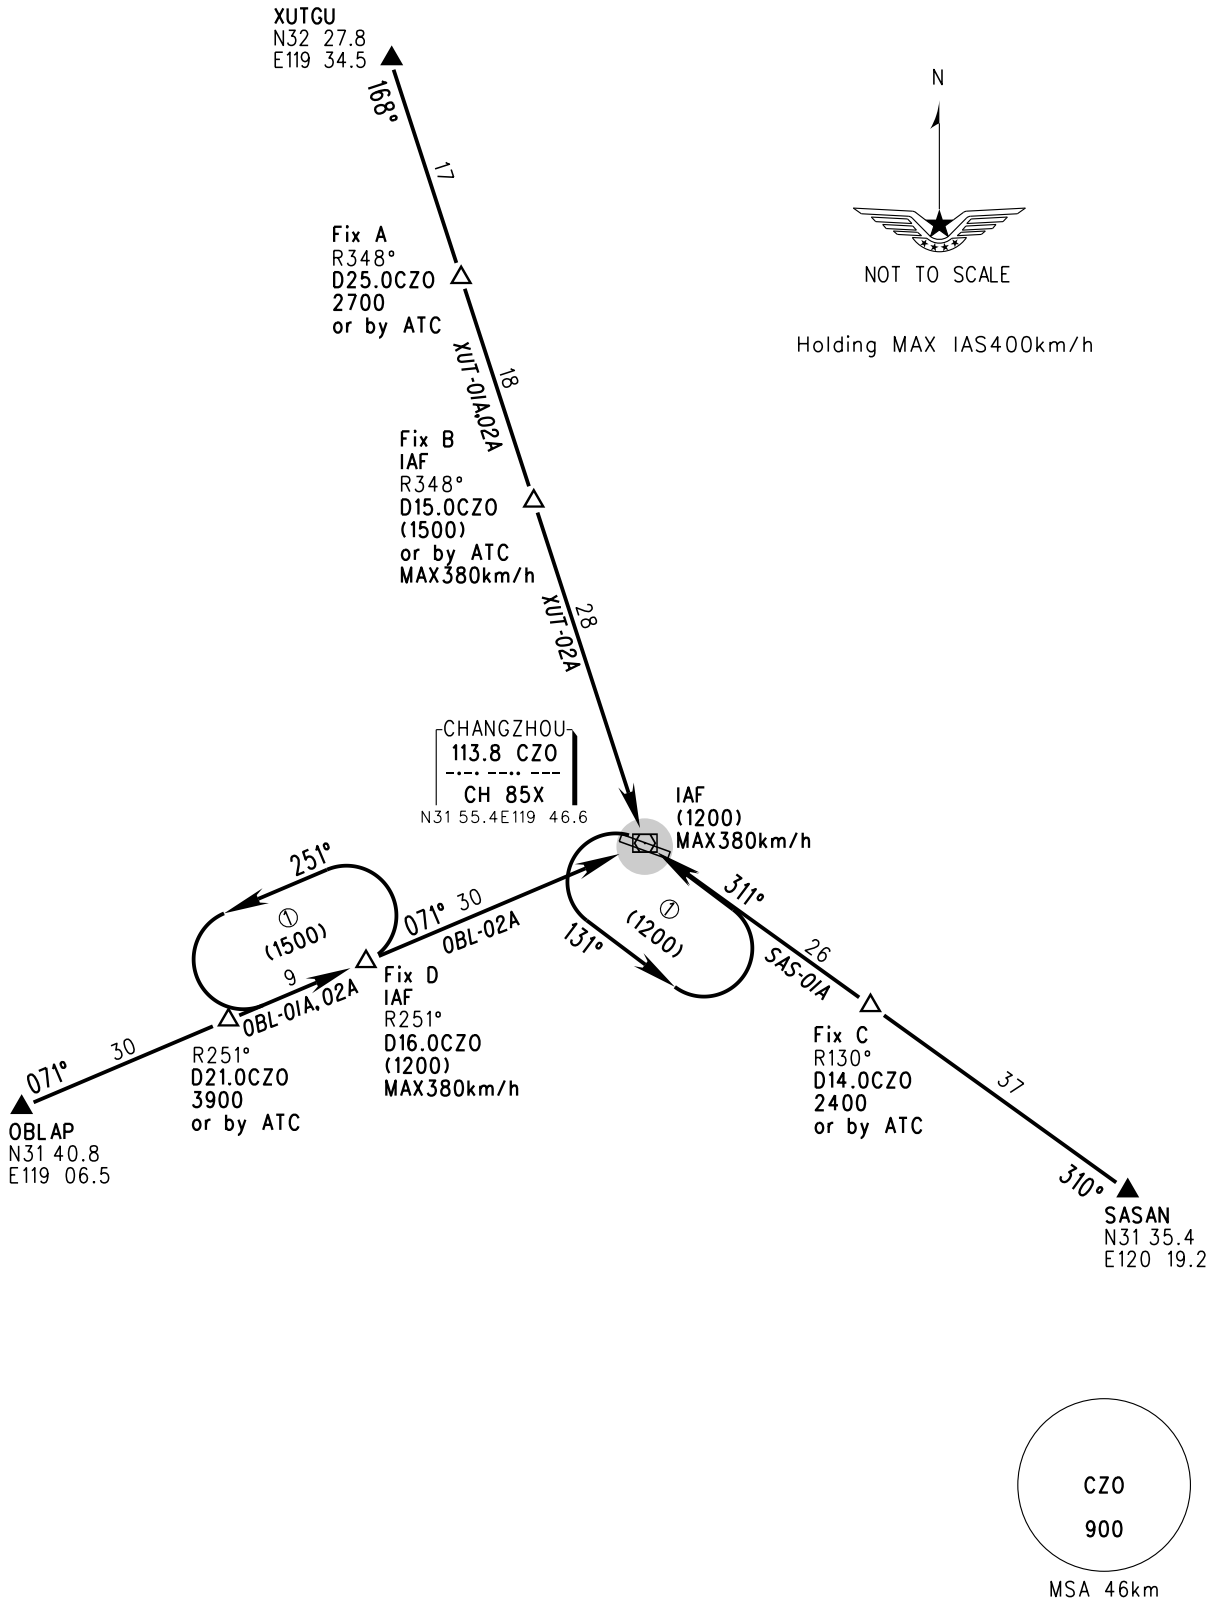 XUTGU
N32 27.8
E119 34.5
168°
17
N
NOT TO SCALE
Holding MAX IAS400km/h
Fix A
R348°
D25.0CZO
2700
or by ATC
XUT-01A,02A
18
Fix B
IAF
R348°
D15.0CZO
(1500)
or by ATC
MAX380km/h
XUT-02A
28
CHANGZHOU
113.8 CZO
-·-· --·· ---
CH 85X
N31 55.4E119 46.6
IAF
(1200)
MAX380km/h
251°
①
(1500)
071°
30
OBL-02A
131°
①
(1200)
311°
26
SAS-01A
9
OBL-01A,02A
Fix D
IAF
R251°
D16.0CZO
(1200)
MAX380km/h
Fix C
R130°
D14.0CZO
2400
or by ATC
37
310°
SASAN
N31 35.4
E120 19.2
30
071°
R251°
D21.0CZO
3900
or by ATC
OBLAP
N31 40.8
E119 06.5
CZO
900
MSA 46km